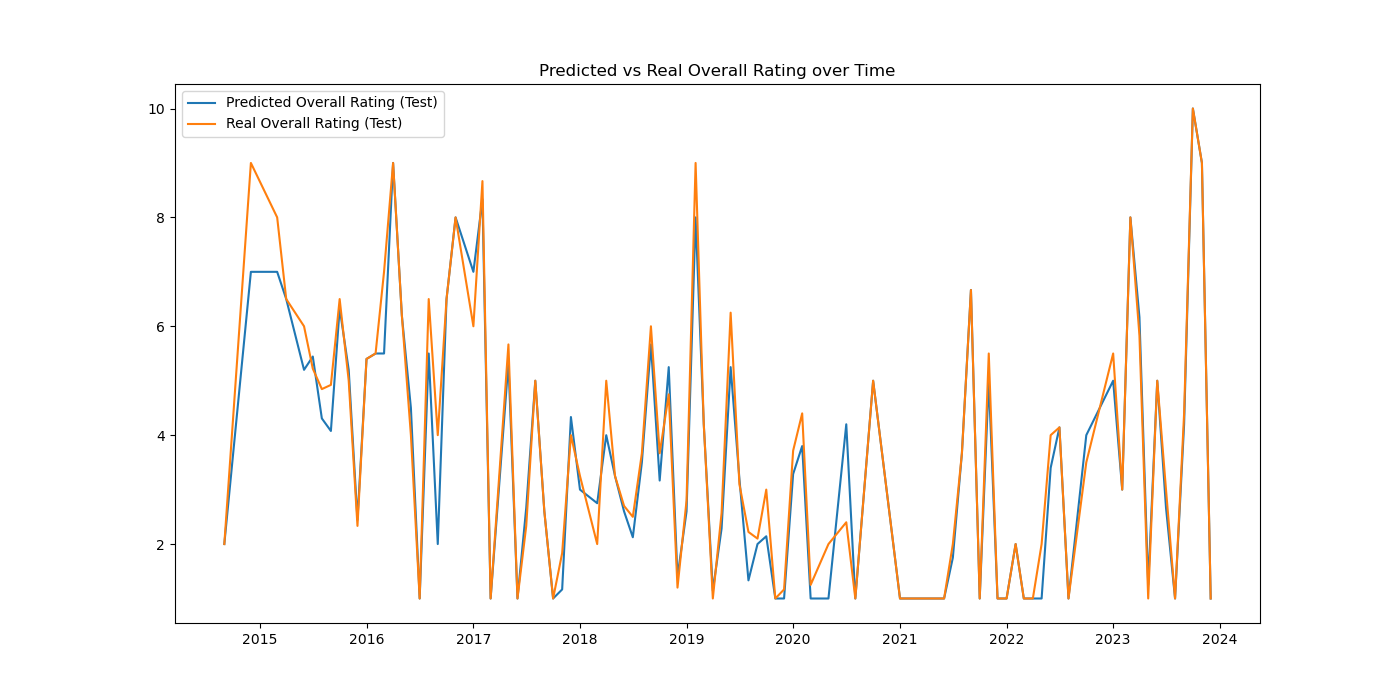 Predicted vs Real Overall Rating over Time
Predicted Overall Rating (Test)
Real Overall Rating (Test)
10
8
6
4
2
2015 2016 2017 2018 2019 2020 2021 2022 2023 2024